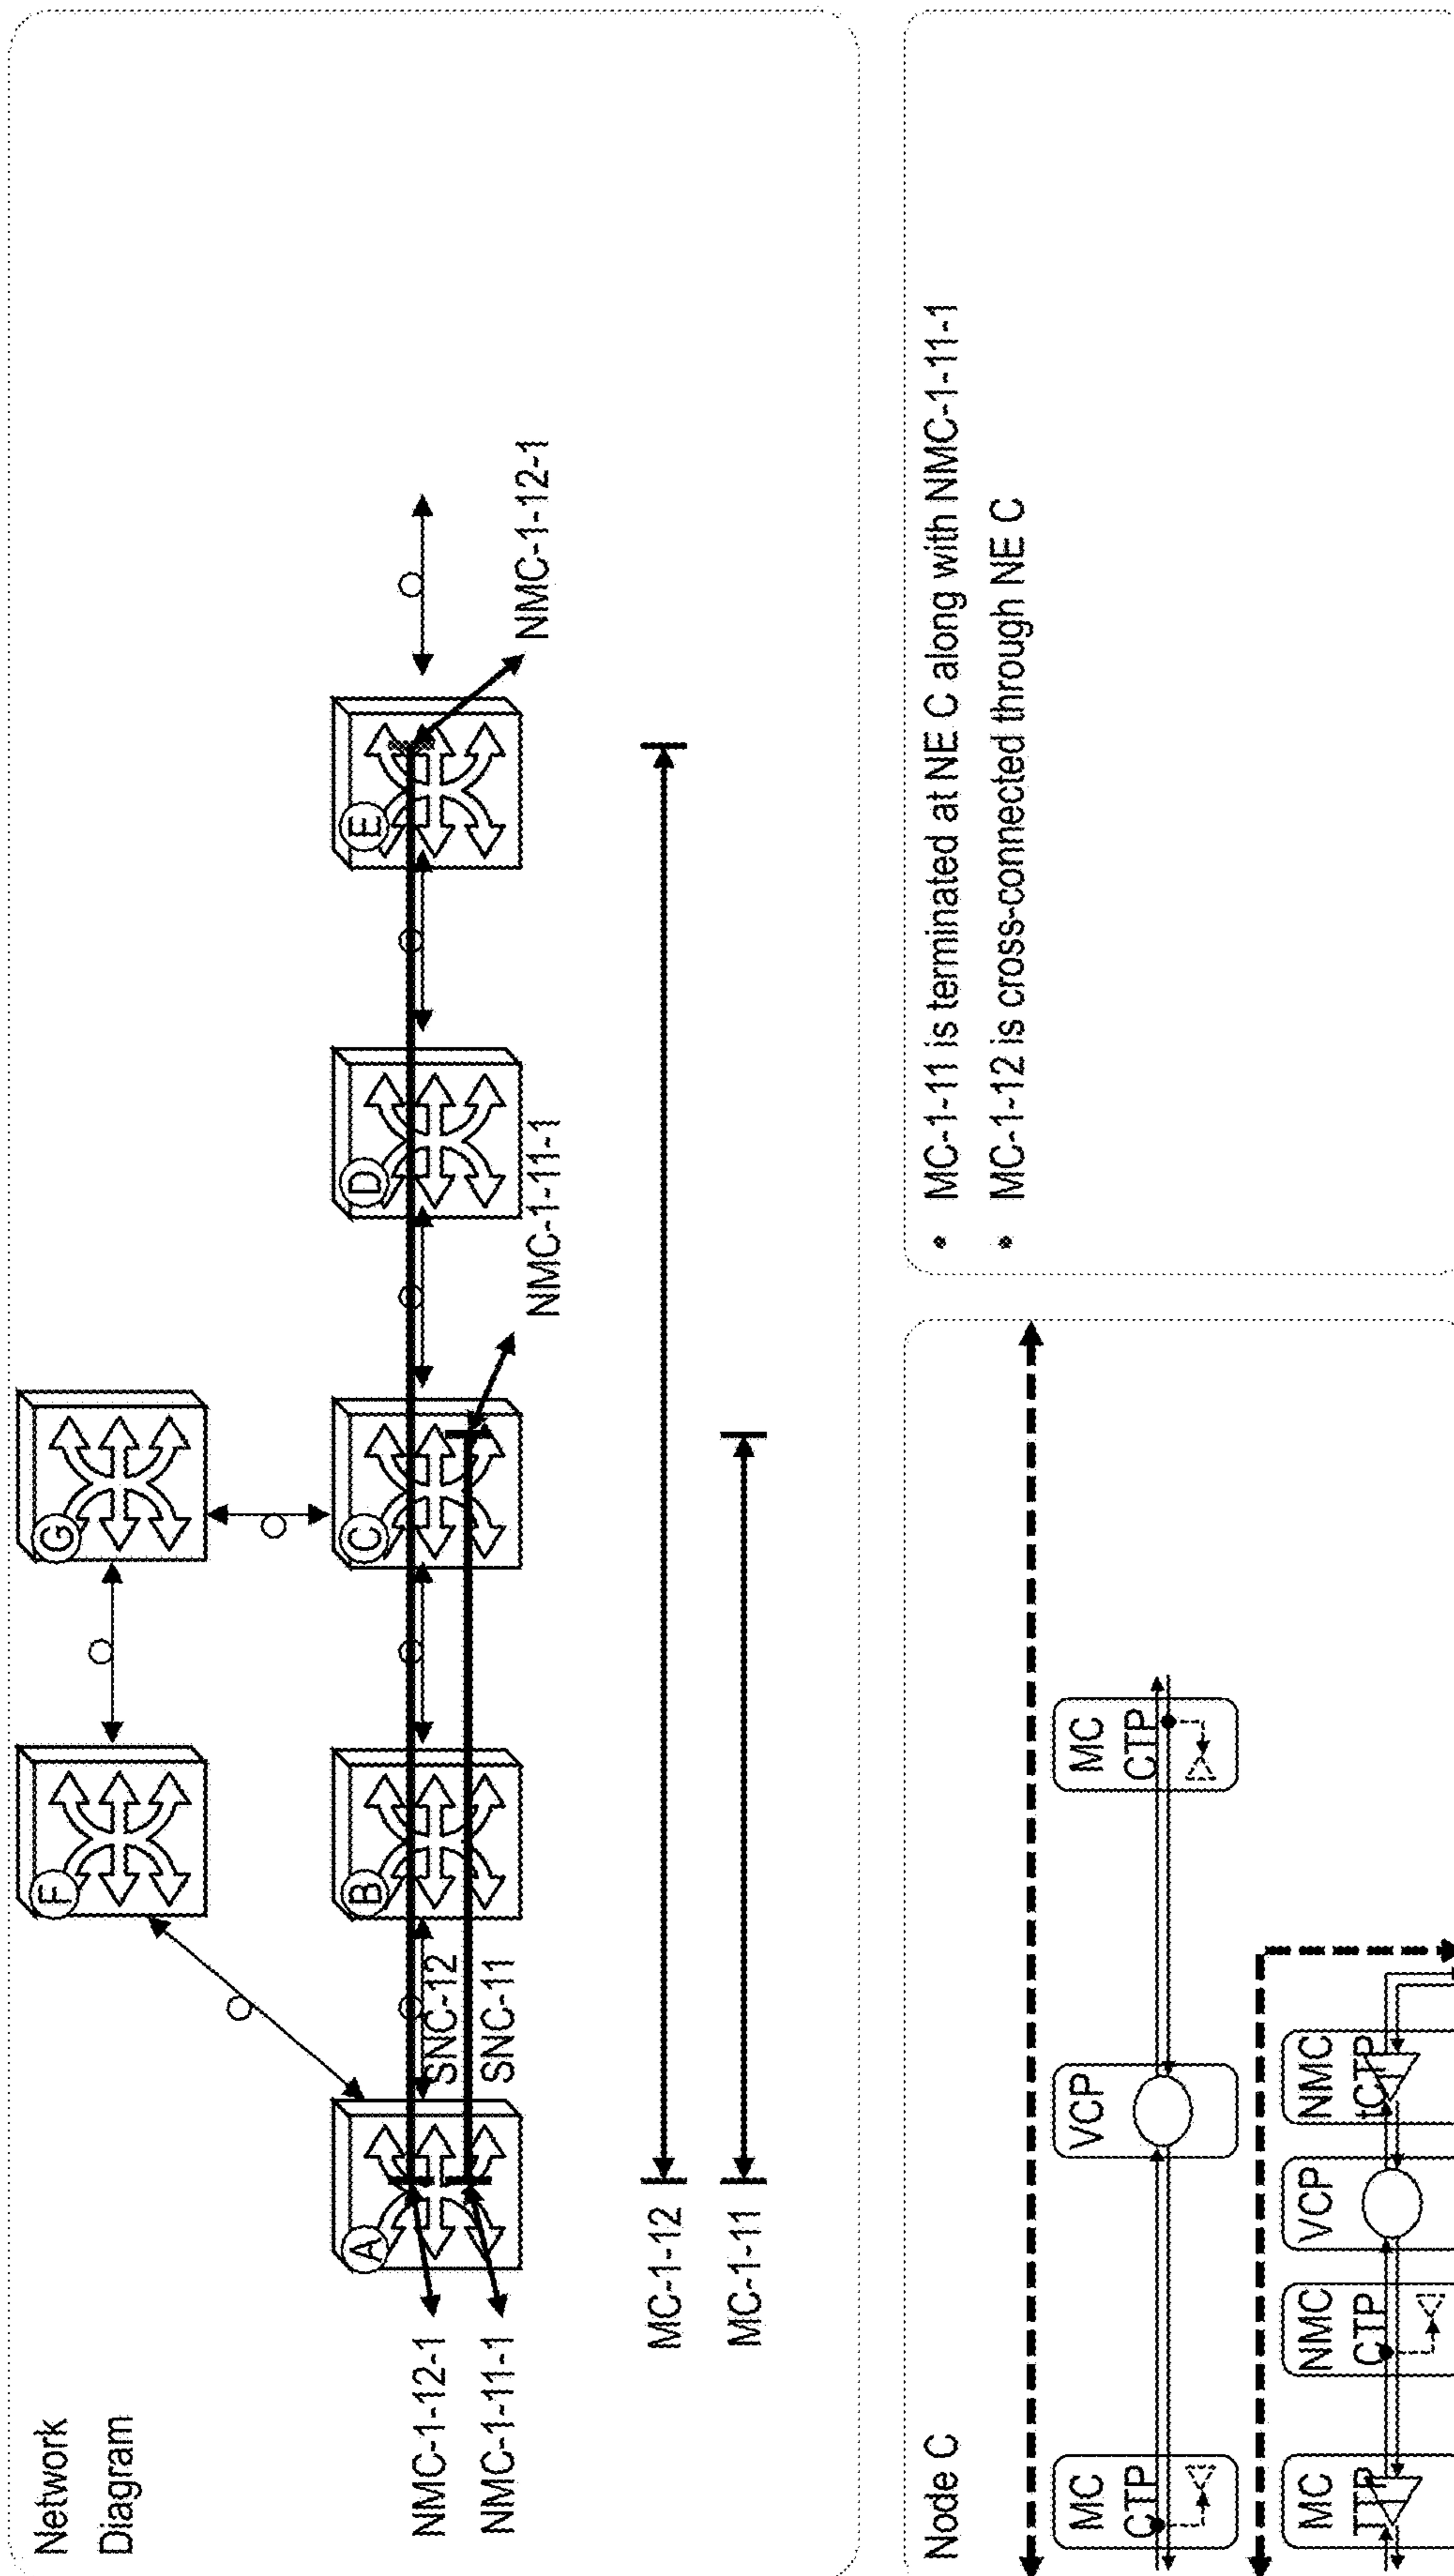 Network
Diagram
F
G
A
B
C
D
E
NMC-1-12-1
NMC-1-11-1
SNC-12
SNC-11
NMC-1-11-1
NMC-1-12-1
MC-1-12
MC-1-11
Node C
MC
CTP
VCP
MC
CTP
MC
TTP
NMC
CTP
VCP
NMC
tCTP
• MC-1-11 is terminated at NE C along with NMC-1-11-1
• MC-1-12 is cross-connected through NE C